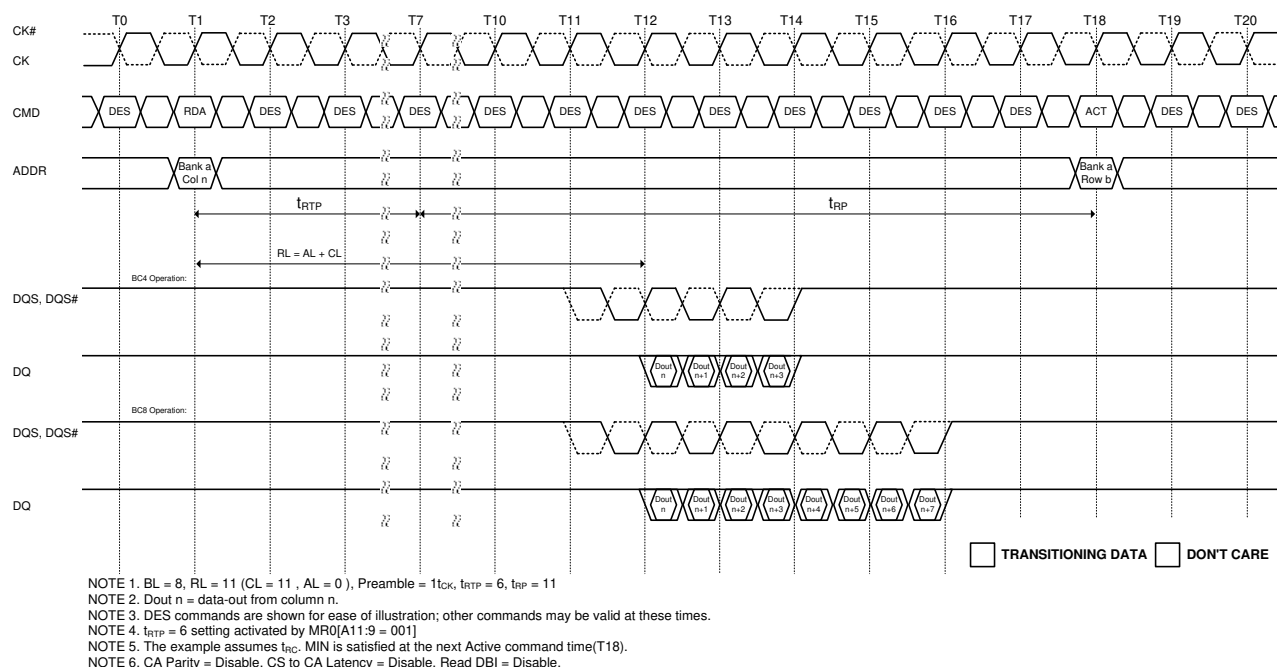 T0 T1 T2 T3 T7 T10 T11 T12 T13 T14 T15 T16 T17 T18 T19 T20
CK#
CK
CMD DES RDA DES DES DES DES DES DES DES DES DES DES DES ACT DES DES
ADDR
Bank a
Col n
Bank a
Row b
tRTP tRP
RL = AL + CL
BC4 Operation:
DQS, DQS#
DQ
Dout n Dout n+1 Dout n+2 Dout n+3
BC8 Operation:
DQS, DQS#
DQ
Dout n Dout n+1 Dout n+2 Dout n+3 Dout n+4 Dout n+5 Dout n+6 Dout n+7
TRANSITIONING DATA DON'T CARE
NOTE 1. BL = 8, RL = 11 (CL = 11 , AL = 0 ), Preamble = 1tCK, tRTP = 6, tRP = 11
NOTE 2. Dout n = data-out from column n.
NOTE 3. DES commands are shown for ease of illustration; other commands may be valid at these times.
NOTE 4. tRTP = 6 setting activated by MR0[A11:9 = 001]
NOTE 5. The example assumes tRC. MIN is satisfied at the next Active command time(T18).
NOTE 6. CA Parity = Disable, CS to CA Latency = Disable, Read DBI = Disable.